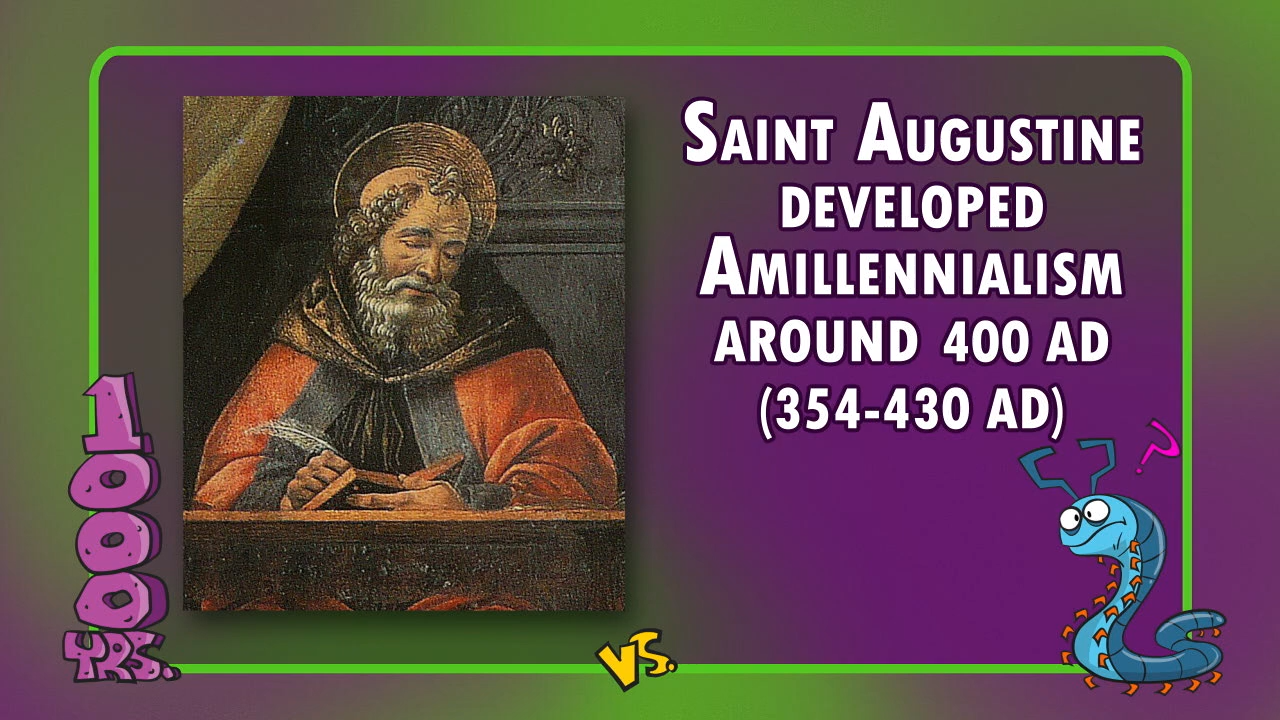 Saint Augustine
developed
Amillennialism
around 400 AD
(354-430 AD)
1000
YRS.
VS.
?